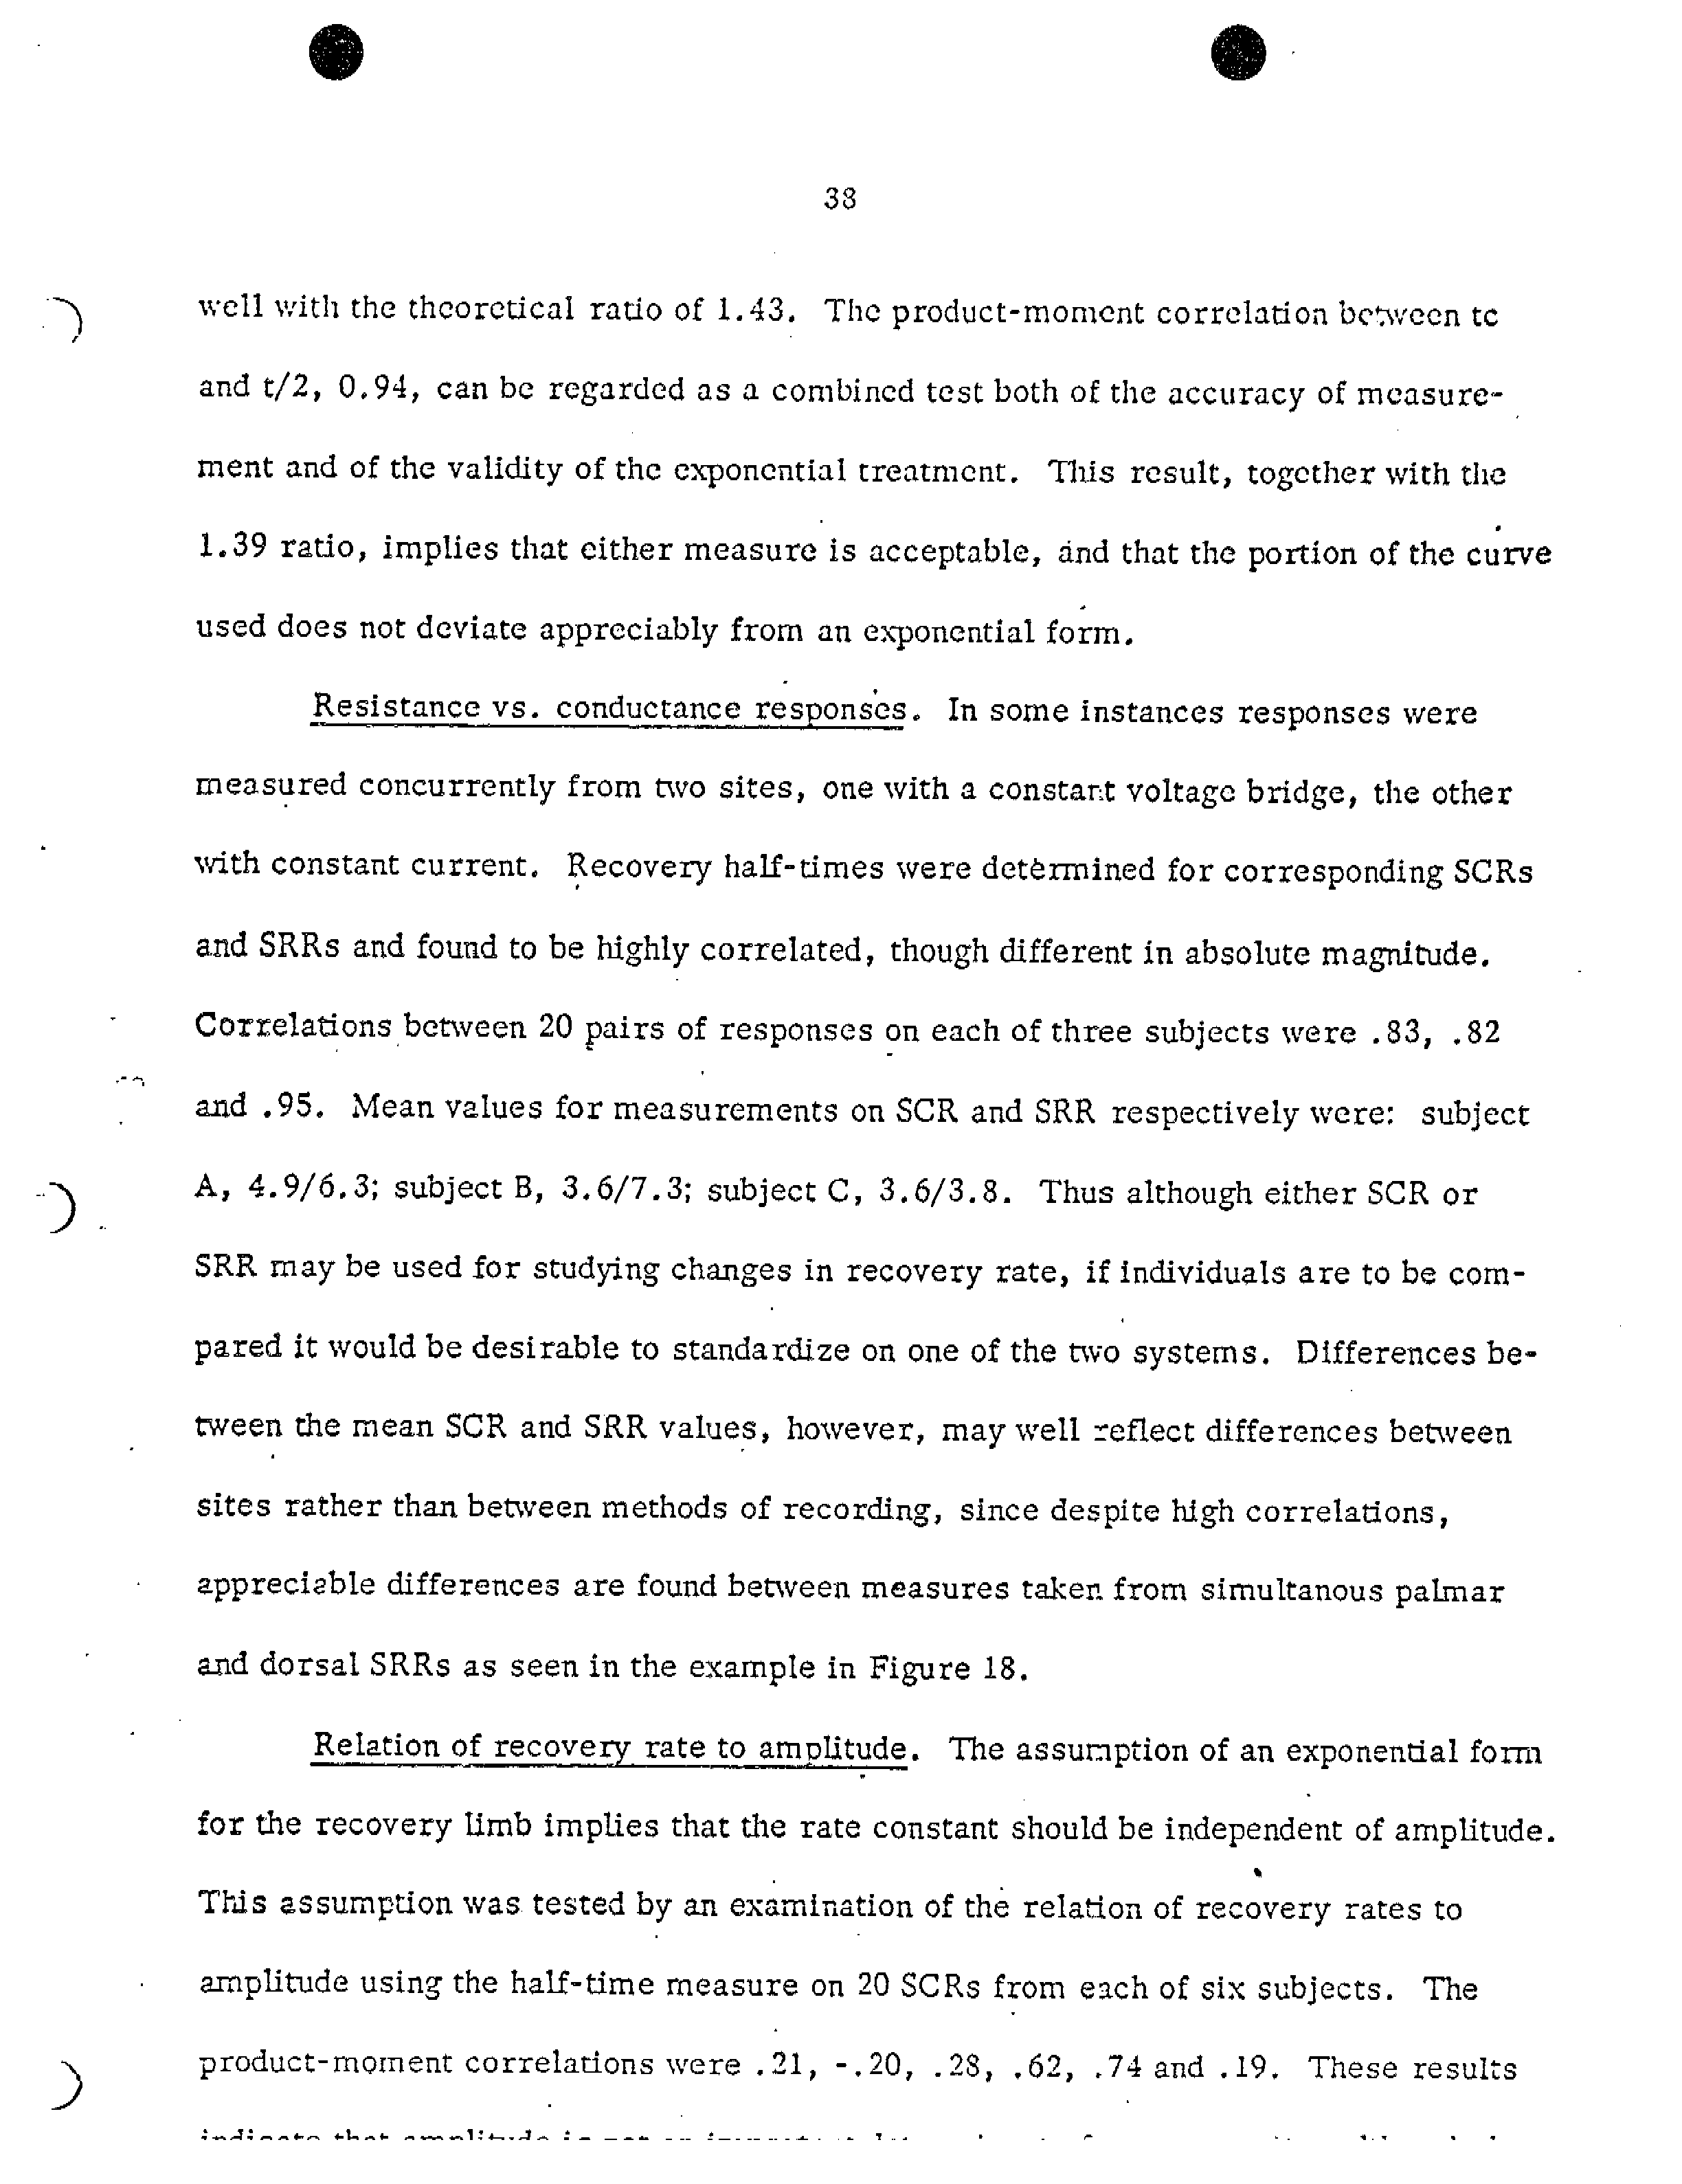 38
well with the theoretical ratio of 1.43. The product-moment correlation between tc
and t/2, 0.94, can be regarded as a combined test both of the accuracy of measure-
ment and of the validity of the exponential treatment. This result, together with the
1.39 ratio, implies that either measure is acceptable, and that the portion of the curve
used does not deviate appreciably from an exponential form.
Resistance vs. conductance responses. In some instances responses were
measured concurrently from two sites, one with a constant voltage bridge, the other
with constant current. Recovery half-times were determined for corresponding SCRs
and SRRs and found to be highly correlated, though different in absolute magnitude.
Correlations between 20 pairs of responses on each of three subjects were .83, .82
and .95. Mean values for measurements on SCR and SRR respectively were: subject
A, 4.9/6.3; subject B, 3.6/7.3; subject C, 3.6/3.8. Thus although either SCR or
SRR may be used for studying changes in recovery rate, if individuals are to be com-
pared it would be desirable to standardize on one of the two systems. Differences be-
tween the mean SCR and SRR values, however, may well reflect differences between
sites rather than between methods of recording, since despite high correlations,
appreciable differences are found between measures taken from simultanous palmar
and dorsal SRRs as seen in the example in Figure 18.
Relation of recovery rate to amplitude. The assumption of an exponential form
for the recovery limb implies that the rate constant should be independent of amplitude.
This assumption was tested by an examination of the relation of recovery rates to
amplitude using the half-time measure on 20 SCRs from each of six subjects. The
product-moment correlations were .21, -.20, .28, .62, .74 and .19. These results
indicate that amplitude is not an